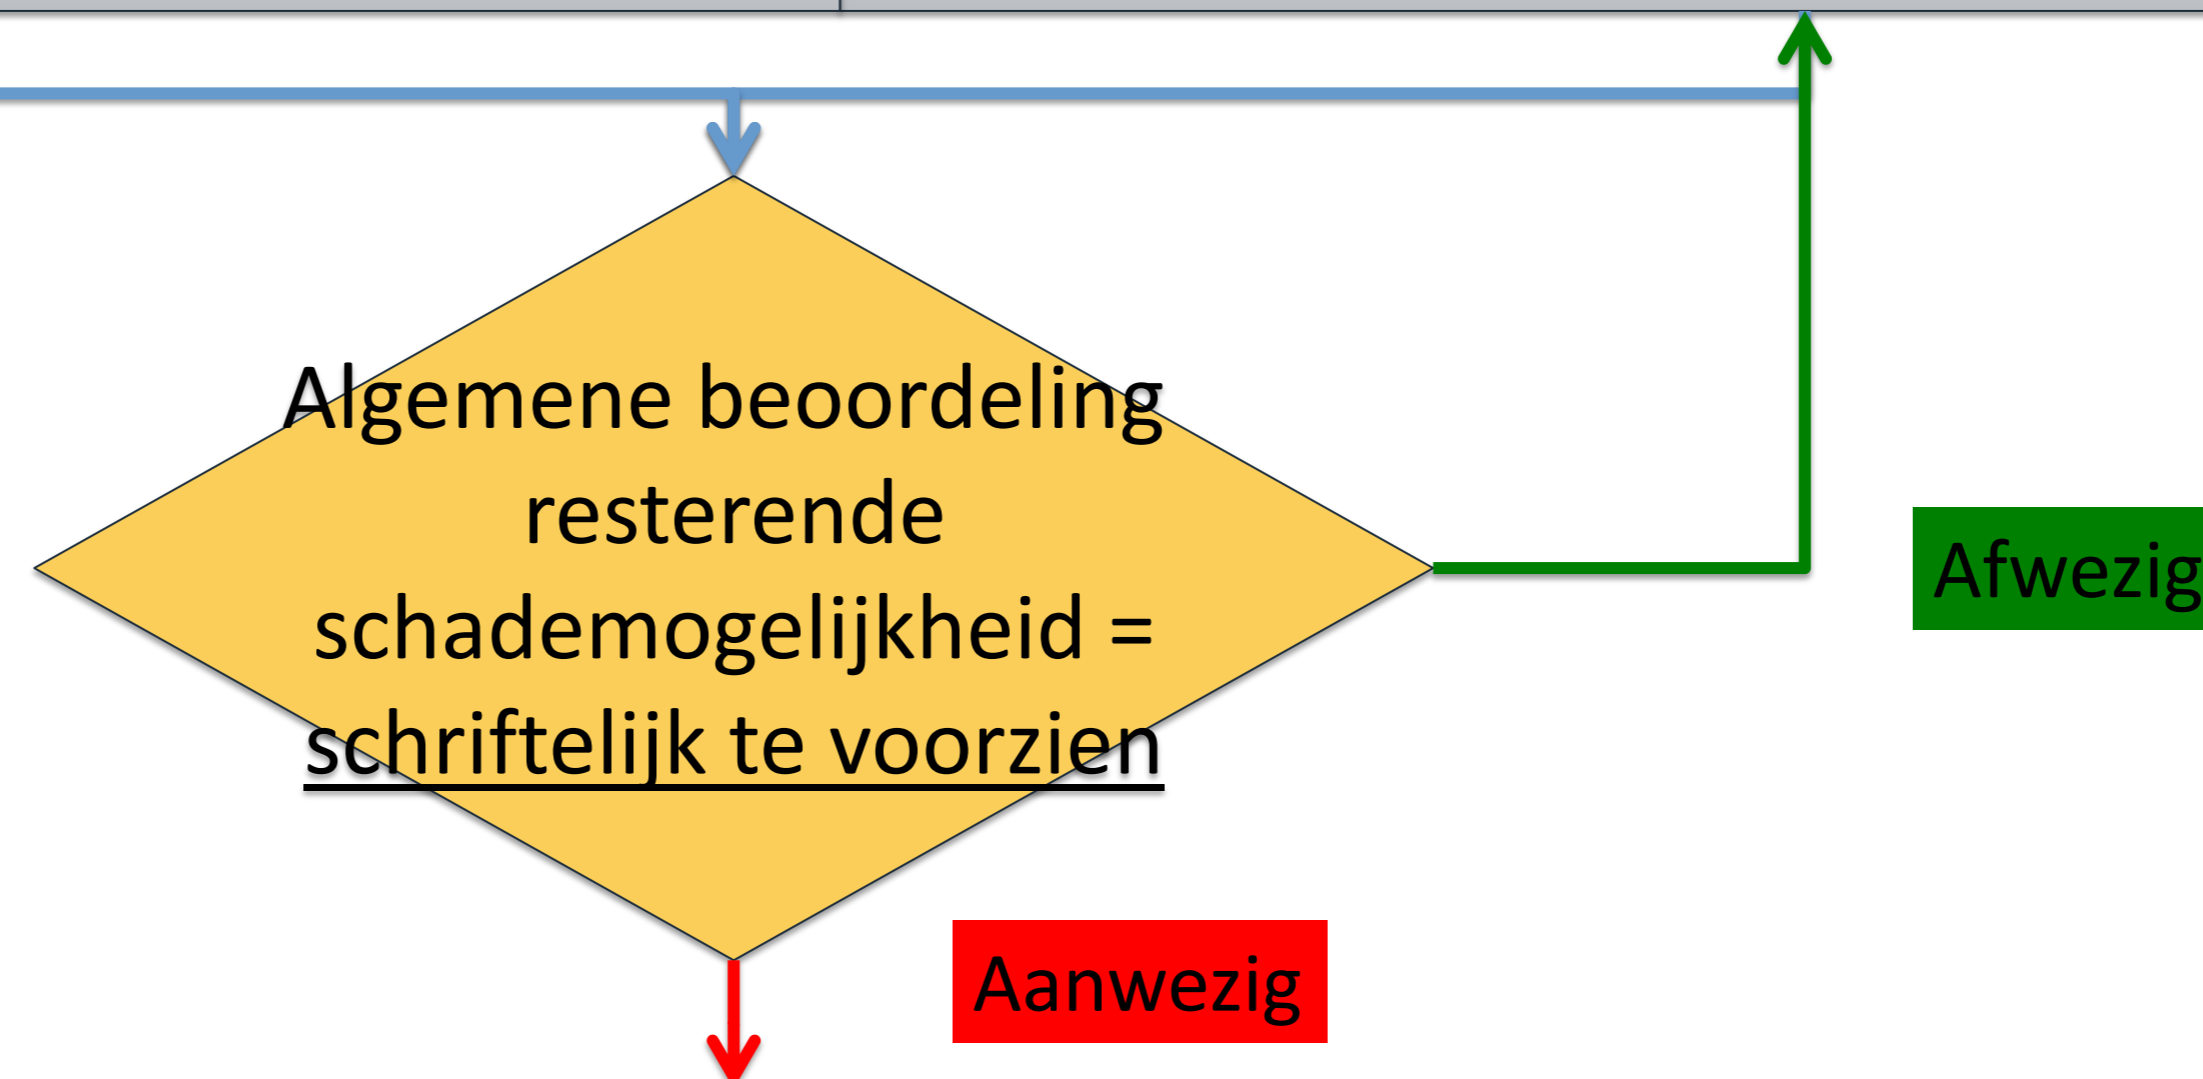 Algemene beoordeling
resterende
schademogelijkheid =
schriftelijk te voorzien
Afwezig
Aanwezig